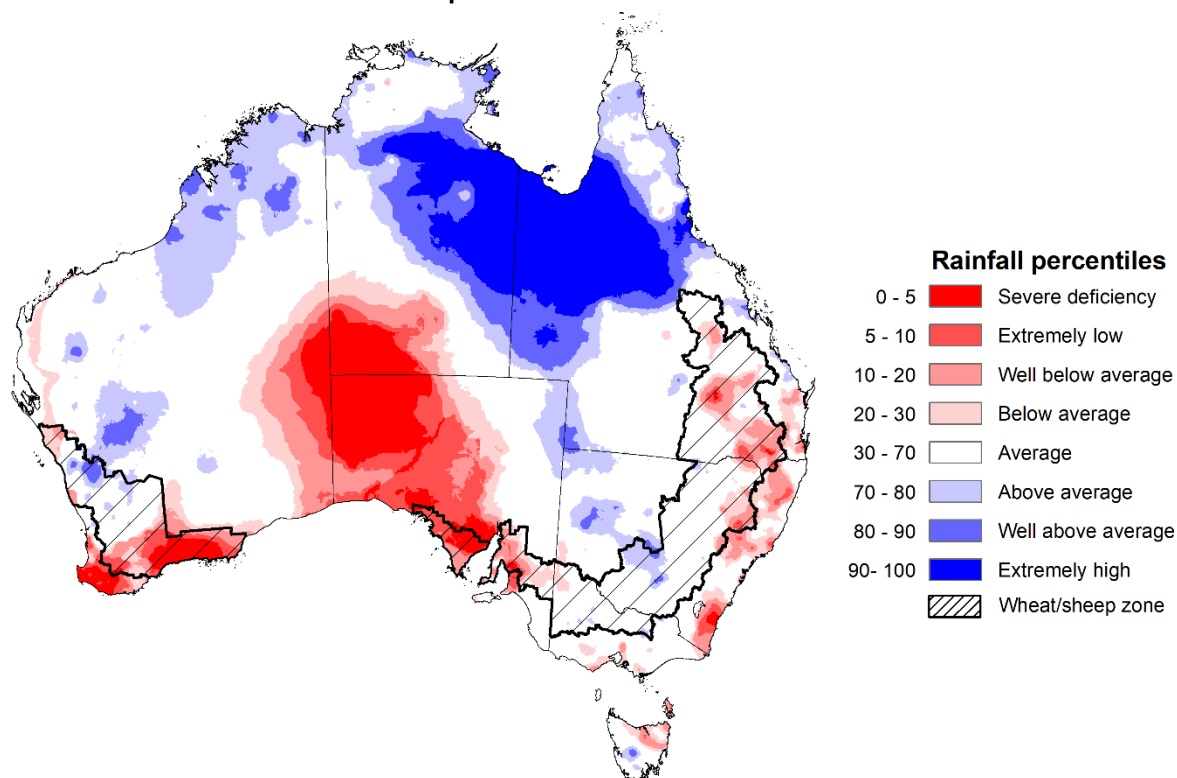 Rainfall percentiles
0 - 5 Severe deficiency
5 - 10 Extremely low
10 - 20 Well below average
20 - 30 Below average
30 - 70 Average
70 - 80 Above average
80 - 90 Well above average
90- 100 Extremely high
Wheat/sheep zone